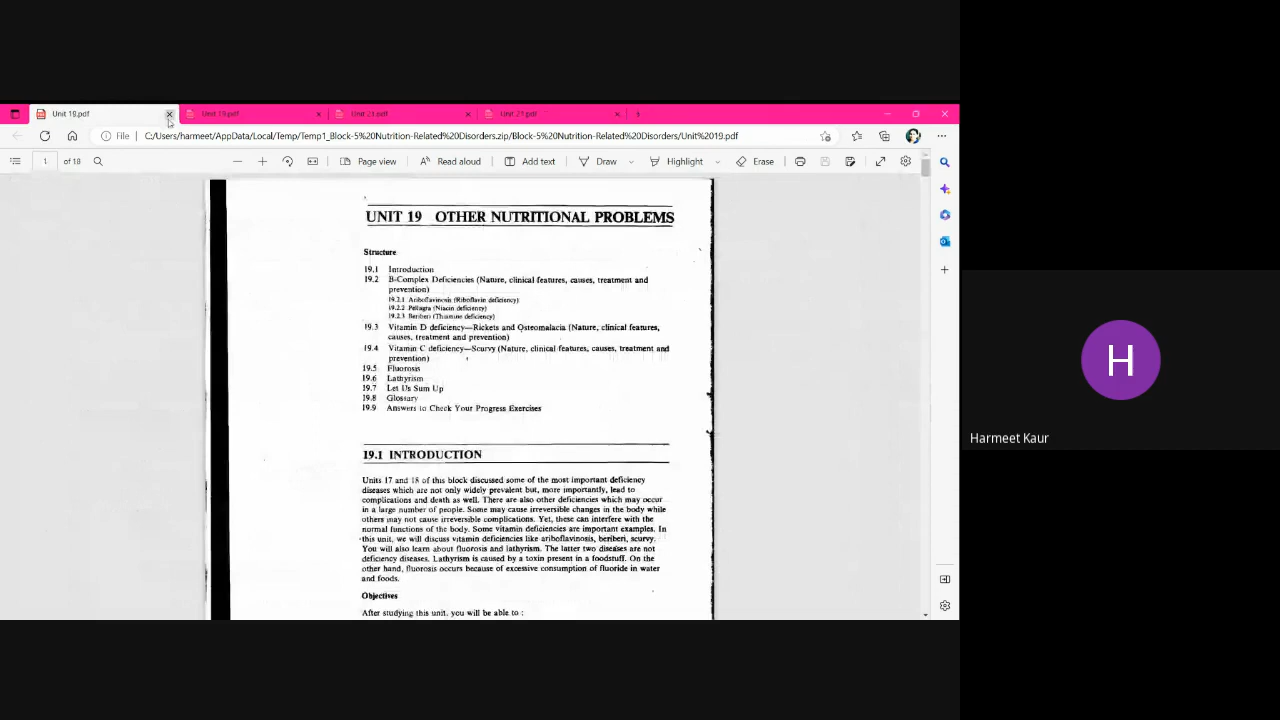 Unit 19.pdf
Unit 19.pdf
Unit 21.pdf
File
C:/Users/harmeet/AppData/Local/Temp/Temp1_Block-5%20Nutrition-Related%20Disorders.zip/Block-5%20Nutrition-Related%20Disorders/Unit%2019.pdf
1 of 18
Page view
Read aloud
Add text
Draw
Highlight
Erase
UNIT 19 OTHER NUTRITIONAL PROBLEMS
Structure
19.1 Introduction
19.2 B-Complex Deficiencies (Nature, clinical features, causes, treatment and
prevention)
19.2.1 Ariboflavinosis (Riboflavin deficiency)
19.2.2 Pellagra (Niacin deficiency)
19.2.3 Beriberi (Thiamine deficiency)
19.3 Vitamin D deficiency—Rickets and Osteomalacia (Nature, clinical features,
causes, treatment and prevention)
19.4 Vitamin C deficiency—Scurvy (Nature, clinical features, causes, treatment and
prevention)
19.5 Fluorosis
19.6 Lathyrism
19.7 Let Us Sum Up
19.8 Glossary
19.9 Answers to Check Your Progress Exercises
19.1 INTRODUCTION
Units 17 and 18 of this block discussed some of the most important deficiency
diseases which are not only widely prevalent but, more importantly, lead to
complications and death as well. There are also other deficiencies which may occur
in a large number of people. Some may cause irreversible changes in the body while
others may not cause irreversible complications. Yet, these can interfere with the
normal functions of the body. Some vitamin deficiencies are important examples. In
this unit, we will discuss vitamin deficiencies like ariboflavinosis, beriberi, scurvy.
You will also learn about fluorosis and lathyrism. The latter two diseases are not
deficiency diseases. Lathyrism is caused by a toxin present in a foodstuff. On the
other hand, fluorosis occurs because of excessive consumption of fluoride in water
and foods.
Objectives
After studying this unit, you will be able to :
H
Harmeet Kaur